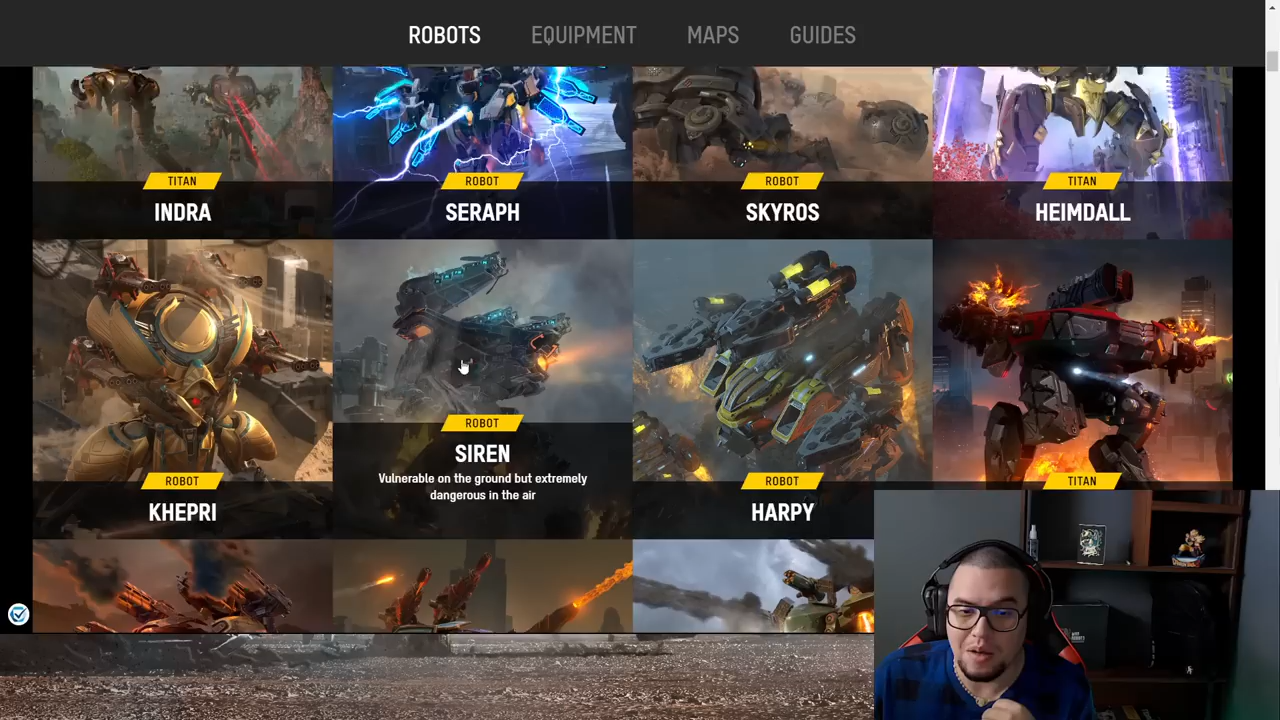 ROBOTS EQUIPMENT MAPS GUIDES
TITAN ROBOT ROBOT TITAN
INDRA SERAPH SKYROS HEIMDALL
ROBOT
SIREN
Vulnerable on the ground but extremely
dangerous in the air
ROBOT ROBOT TITAN
KHEPRI HARPY